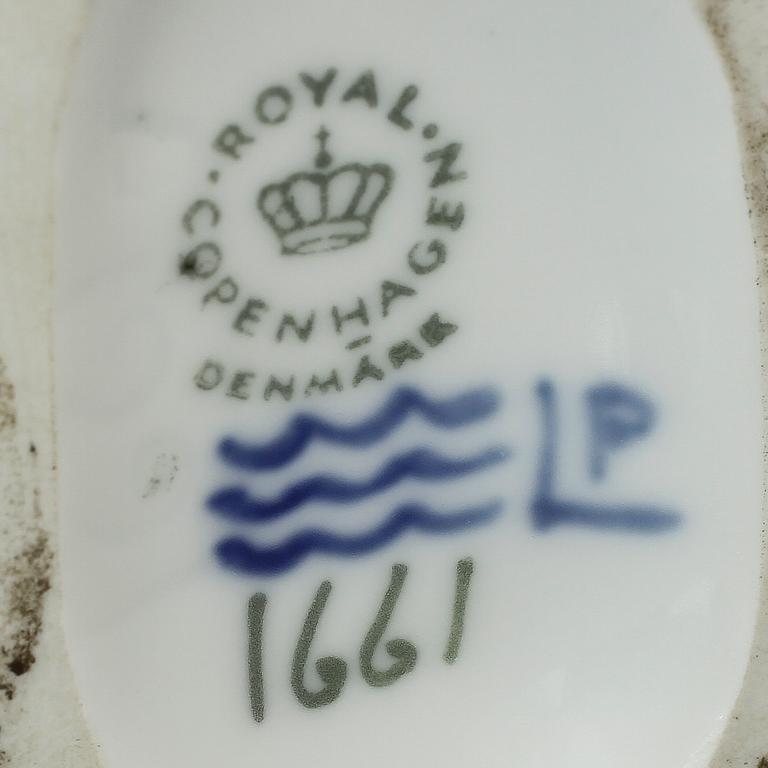 ROYAL
COPENHAGEN
DENMARK
LP
1661